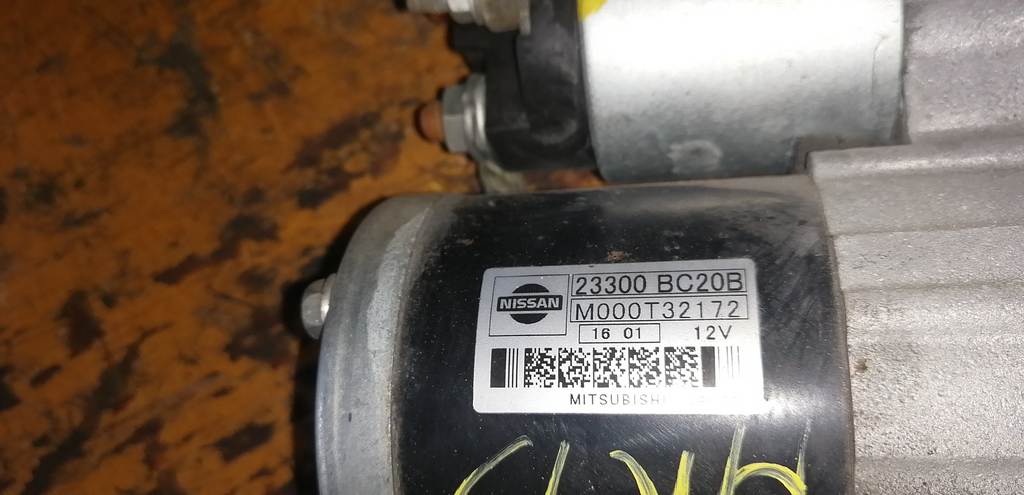 NISSAN
23300 BC20B
M000T32172
16 01 12V
MITSUBISHI